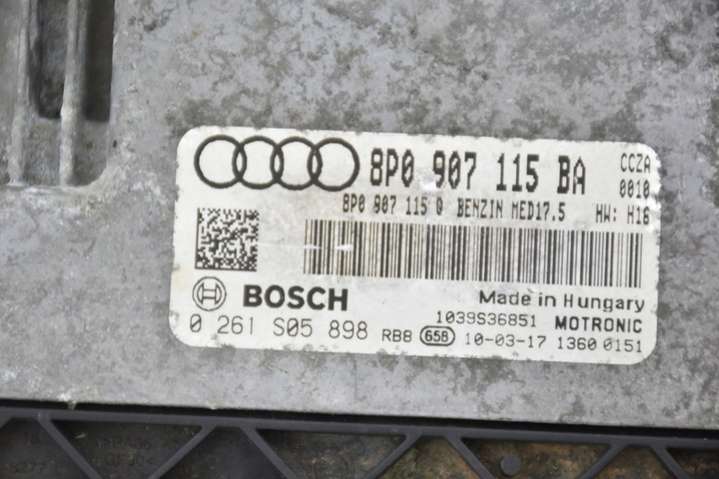 8P0 907 115 BA CCZA 0010
8P0 907 115 Q BENZIN MED17.5 HW: H16
BOSCH Made in Hungary
1039S36851 MOTRONIC
0 261 S05 898 RBB 658 10-03-17 1360 0151